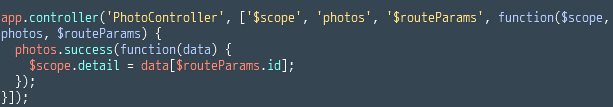 app.controller('PhotoController', ['$scope', 'photos', '$routeParams', function($scope,
photos, $routeParams) {
  photos.success(function(data) {
    $scope.detail = data[$routeParams.id];
  });
}]);